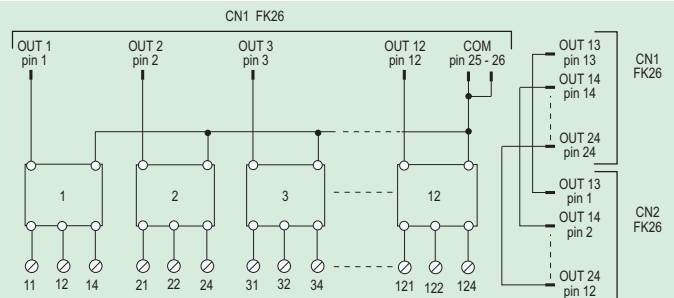 CN1 FK26
OUT 1
pin 1
OUT 2
pin 2
OUT 3
pin 3
OUT 12
pin 12
COM
pin 25 - 26
1
2
3
12
11 12 14
21 22 24
31 32 34
121 122 124
OUT 13
pin 13
OUT 14
pin 14
OUT 24
pin 24
CN1
FK26
OUT 13
pin 1
OUT 14
pin 2
OUT 24
pin 12
CN2
FK26